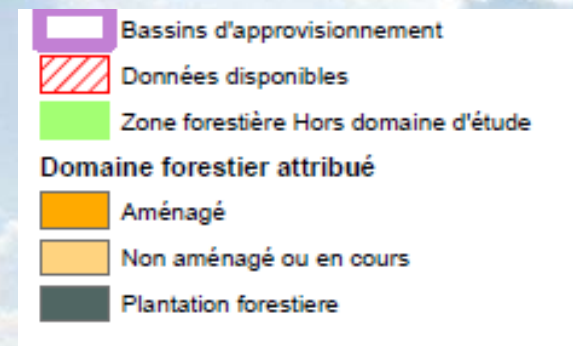 Bassins d'approvisionnement
Données disponibles
Zone forestière Hors domaine d'étude
Domaine forestier attribué
Aménagé
Non aménagé ou en cours
Plantation forestiere